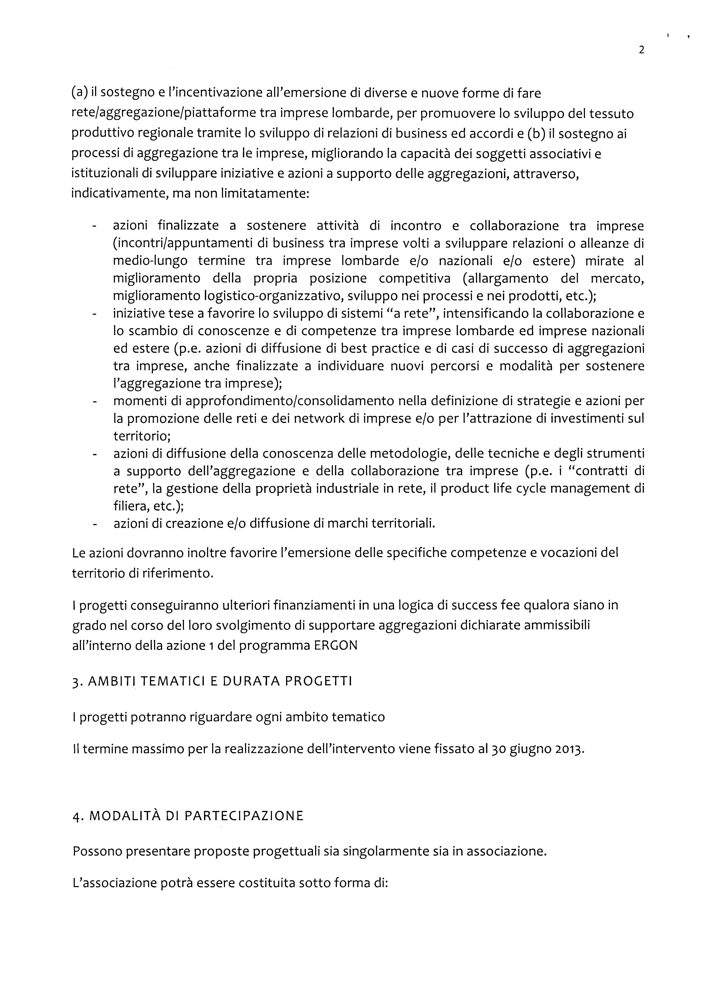 2
(a) il sostegno e l'incentivazione all'emersione di diverse e nuove forme di fare
rete/aggregazione/piattaforme tra imprese lombarde, per promuovere lo sviluppo del tessuto
produttivo regionale tramite lo sviluppo di relazioni di business ed accordi e (b) il sostegno ai
processi di aggregazione tra le imprese, migliorando la capacità dei soggetti associativi e
istituzionali di sviluppare iniziative e azioni a supporto delle aggregazioni, attraverso,
indicativamente, ma non limitatamente:
- azioni finalizzate a sostenere attività di incontro e collaborazione tra imprese
(incontri/appuntamenti di business tra imprese volti a sviluppare relazioni o alleanze di
medio-lungo termine tra imprese lombarde e/o nazionali e/o estere) mirate al
miglioramento della propria posizione competitiva (allargamento del mercato,
miglioramento logistico-organizzativo, sviluppo nei processi e nei prodotti, etc.);
- iniziative tese a favorire lo sviluppo di sistemi “a rete”, intensificando la collaborazione e
lo scambio di conoscenze e di competenze tra imprese lombarde ed imprese nazionali
ed estere (p.e. azioni di diffusione di best practice e di casi di successo di aggregazioni
tra imprese, anche finalizzate a individuare nuovi percorsi e modalità per sostenere
l'aggregazione tra imprese);
- momenti di approfondimento/consolidamento nella definizione di strategie e azioni per
la promozione delle reti e dei network di imprese e/o per l'attrazione di investimenti sul
territorio;
- azioni di diffusione della conoscenza delle metodologie, delle tecniche e degli strumenti
a supporto dell'aggregazione e della collaborazione tra imprese (p.e. i “contratti di
rete”, la gestione della proprietà industriale in rete, il product life cycle management di
filiera, etc.);
- azioni di creazione e/o diffusione di marchi territoriali.
Le azioni dovranno inoltre favorire l'emersione delle specifiche competenze e vocazioni del
territorio di riferimento.
I progetti conseguiranno ulteriori finanziamenti in una logica di success fee qualora siano in
grado nel corso del loro svolgimento di supportare aggregazioni dichiarate ammissibili
all'interno della azione 1 del programma ERGON
3. AMBITI TEMATICI E DURATA PROGETTI
I progetti potranno riguardare ogni ambito tematico
Il termine massimo per la realizzazione dell'intervento viene fissato al 30 giugno 2013.
4. MODALITÀ DI PARTECIPAZIONE
Possono presentare proposte progettuali sia singolarmente sia in associazione.
L'associazione potrà essere costituita sotto forma di: